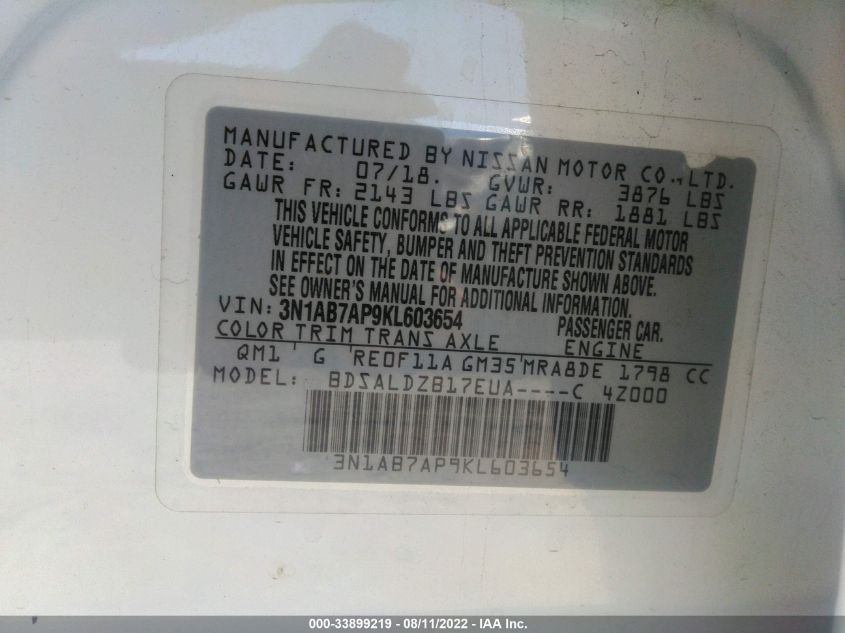 MANUFACTURED BY NISSAN MOTOR CO.,LTD.
DATE: 07/18. GVWR: 3876 LBS
GAWR FR: 2143 LBS GAWR RR: 1881 LBS
THIS VEHICLE CONFORMS TO ALL APPLICABLE FEDERAL MOTOR
VEHICLE SAFETY, BUMPER AND THEFT PREVENTION STANDARDS
IN EFFECT ON THE DATE OF MANUFACTURE SHOWN ABOVE.
SEE OWNER'S MANUAL FOR ADDITIONAL INFORMATION.
VIN: 3N1AB7AP9KL603654 PASSENGER CAR.
COLOR TRIM TRANS AXLE ENGINE
QM1 ' G 'RE0F11A GM35'MRA8DE 1798 CC
MODEL: BDSALDZB17EUA----C 4Z000
3N1AB7AP9KL603654
000-33899219 - 08/11/2022 - IAA Inc.